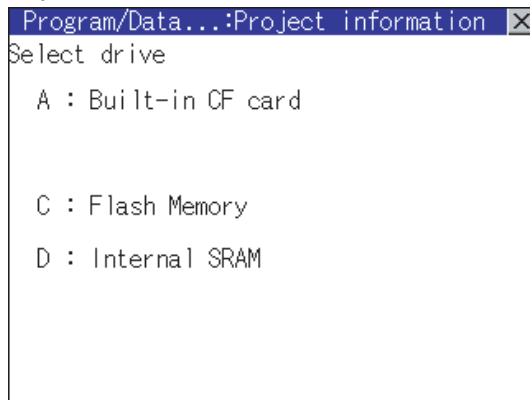 Program/Data...:Project information
Select drive
A : Built-in CF card
C : Flash Memory
D : Internal SRAM